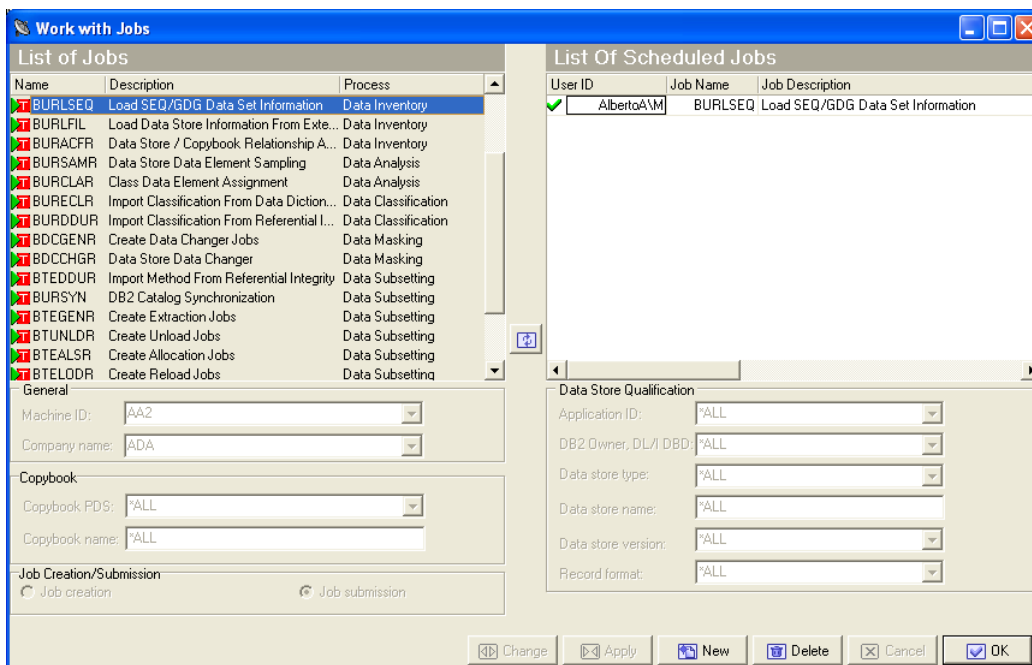 Work with Jobs
List of Jobs
Name Description Process
BURLSEQ Load SEQ/GDG Data Set Information Data Inventory
BURLFIL Load Data Store Information From Exte... Data Inventory
BURACFR Data Store / Copybook Relationship A... Data Inventory
BURSAMR Data Store Data Element Sampling Data Analysis
BURCLAR Class Data Element Assignment Data Analysis
BURECLR Import Classification From Data Diction... Data Classification
BURDDUR Import Classification From Referential I... Data Classification
BDCGENR Create Data Changer Jobs Data Masking
BDCCHGR Data Store Data Changer Data Masking
BTEDDUR Import Method From Referential Integrity Data Subsetting
BURSYN DB2 Catalog Synchronization Data Subsetting
BTEGENR Create Extraction Jobs Data Subsetting
BTUNLDR Create Unload Jobs Data Subsetting
BTEALSR Create Allocation Jobs Data Subsetting
BTELODR Create Reload Jobs Data Subsetting
List Of Scheduled Jobs
User ID Job Name Job Description
AlbertoA\M BURLSEQ Load SEQ/GDG Data Set Information
General
Machine ID: AA2
Company name: ADA
Copybook
Copybook PDS: *ALL
Copybook name: *ALL
Job Creation/Submission
Job creation Job submission
Data Store Qualification
Application ID: *ALL
DB2 Owner, DL/I DBD: *ALL
Data store type: *ALL
Data store name: *ALL
Data store version: *ALL
Record format: *ALL
Change Apply New Delete Cancel OK